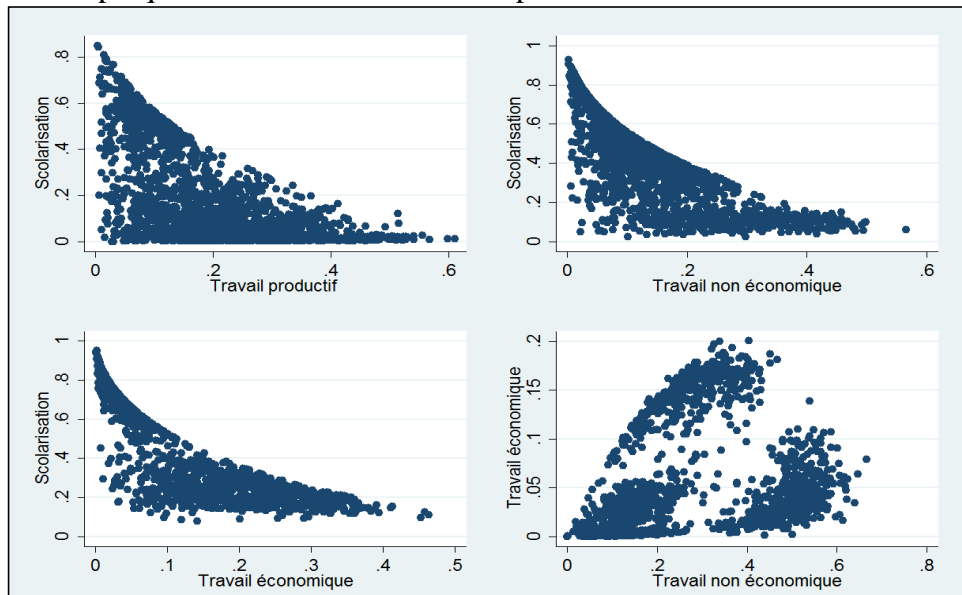 .8
.6
.4
.2
0
Scolarisation
0 .2 .4 .6
Travail productif
1
.8
.6
.4
.2
0
Scolarisation
0 .2 .4 .6
Travail non économique
1
.8
.6
.4
.2
0
Scolarisation
0 .1 .2 .3 .4 .5
Travail économique
.2
.15
.1
.05
0
Travail économique
0 .2 .4 .6 .8
Travail non économique